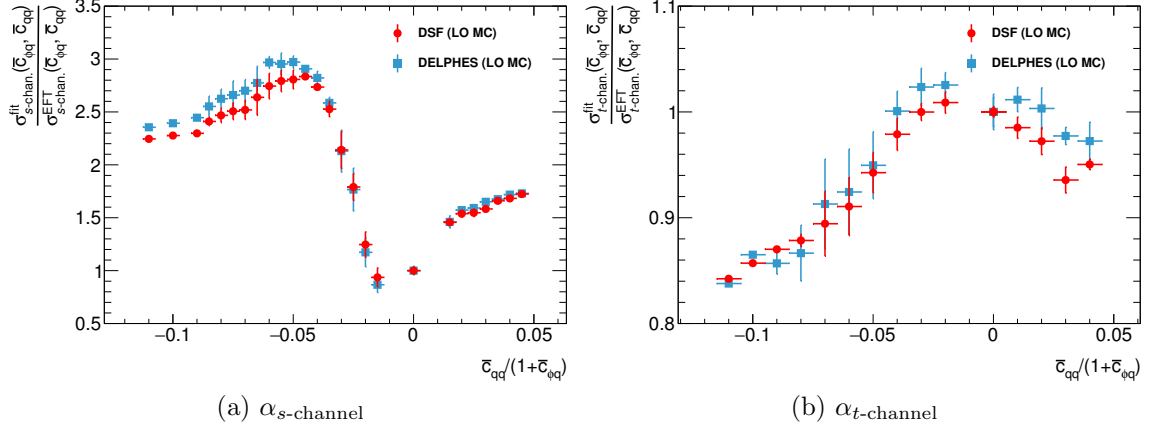 σ^fit_s-chan.(c̄_ϕq, c̄_qq)
σ^EFT_s-chan.(c̄_ϕq, c̄_qq)
3.5
3
2.5
2
1.5
1
0.5
DSF (LO MC)
DELPHES (LO MC)
−0.1 −0.05 0 0.05
c̄_qq/(1+c̄_ϕq)
(a) α_s-channel
σ^fit_t-chan.(c̄_ϕq, c̄_qq)
σ^EFT_t-chan.(c̄_ϕq, c̄_qq)
1.1
1
0.9
0.8
DSF (LO MC)
DELPHES (LO MC)
−0.1 −0.05 0 0.05
c̄_qq/(1+c̄_ϕq)
(b) α_t-channel